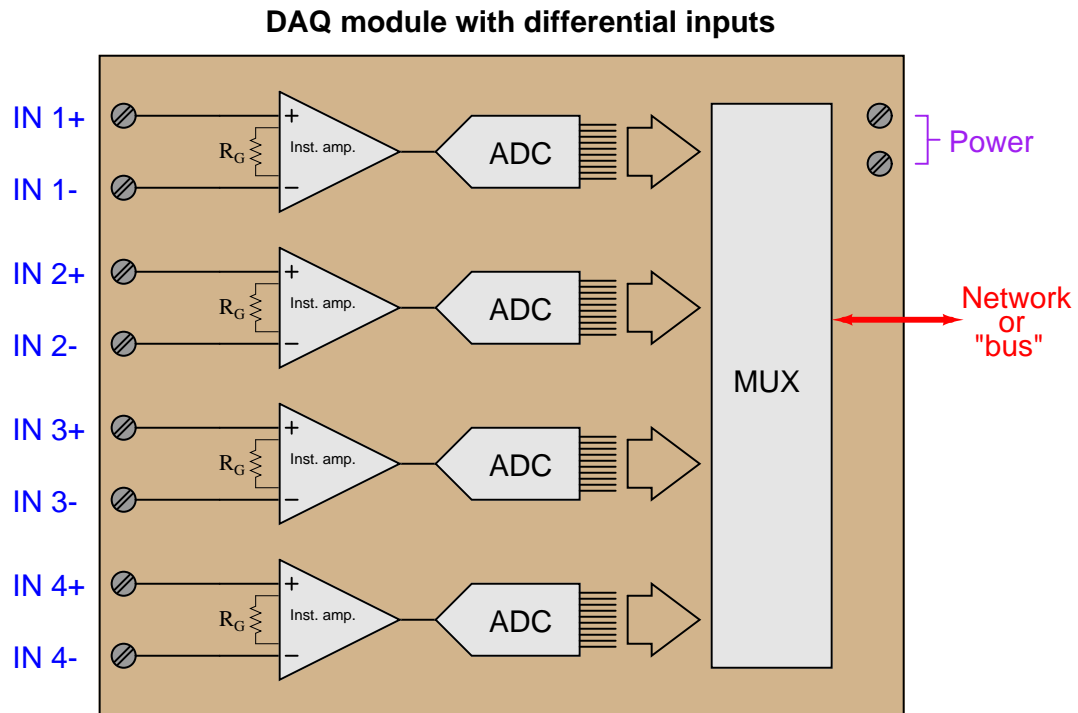 DAQ module with differential inputs
IN 1+
IN 1-
RG
+
Inst. amp.
−
ADC
Power
IN 2+
IN 2-
RG
+
Inst. amp.
−
ADC
Network
or
"bus"
MUX
IN 3+
IN 3-
RG
+
Inst. amp.
−
ADC
IN 4+
IN 4-
RG
+
Inst. amp.
−
ADC